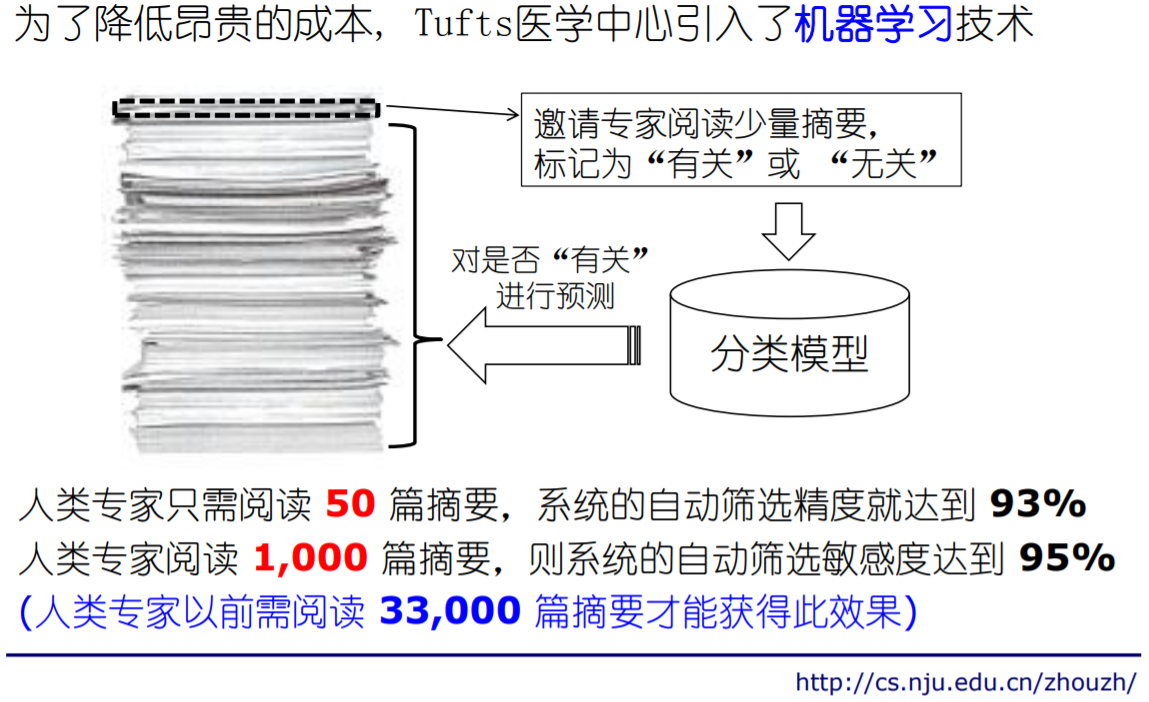 为了降低昂贵的成本，Tufts医学中心引入了机器学习技术
邀请专家阅读少量摘要，
标记为“有关”或 “无关”
对是否“有关”
进行预测
分类模型
人类专家只需阅读 50 篇摘要，系统的自动筛选精度就达到 93%
人类专家阅读 1,000 篇摘要，则系统的自动筛选敏感度达到 95%
(人类专家以前需阅读 33,000 篇摘要才能获得此效果)
http://cs.nju.edu.cn/zhouzh/